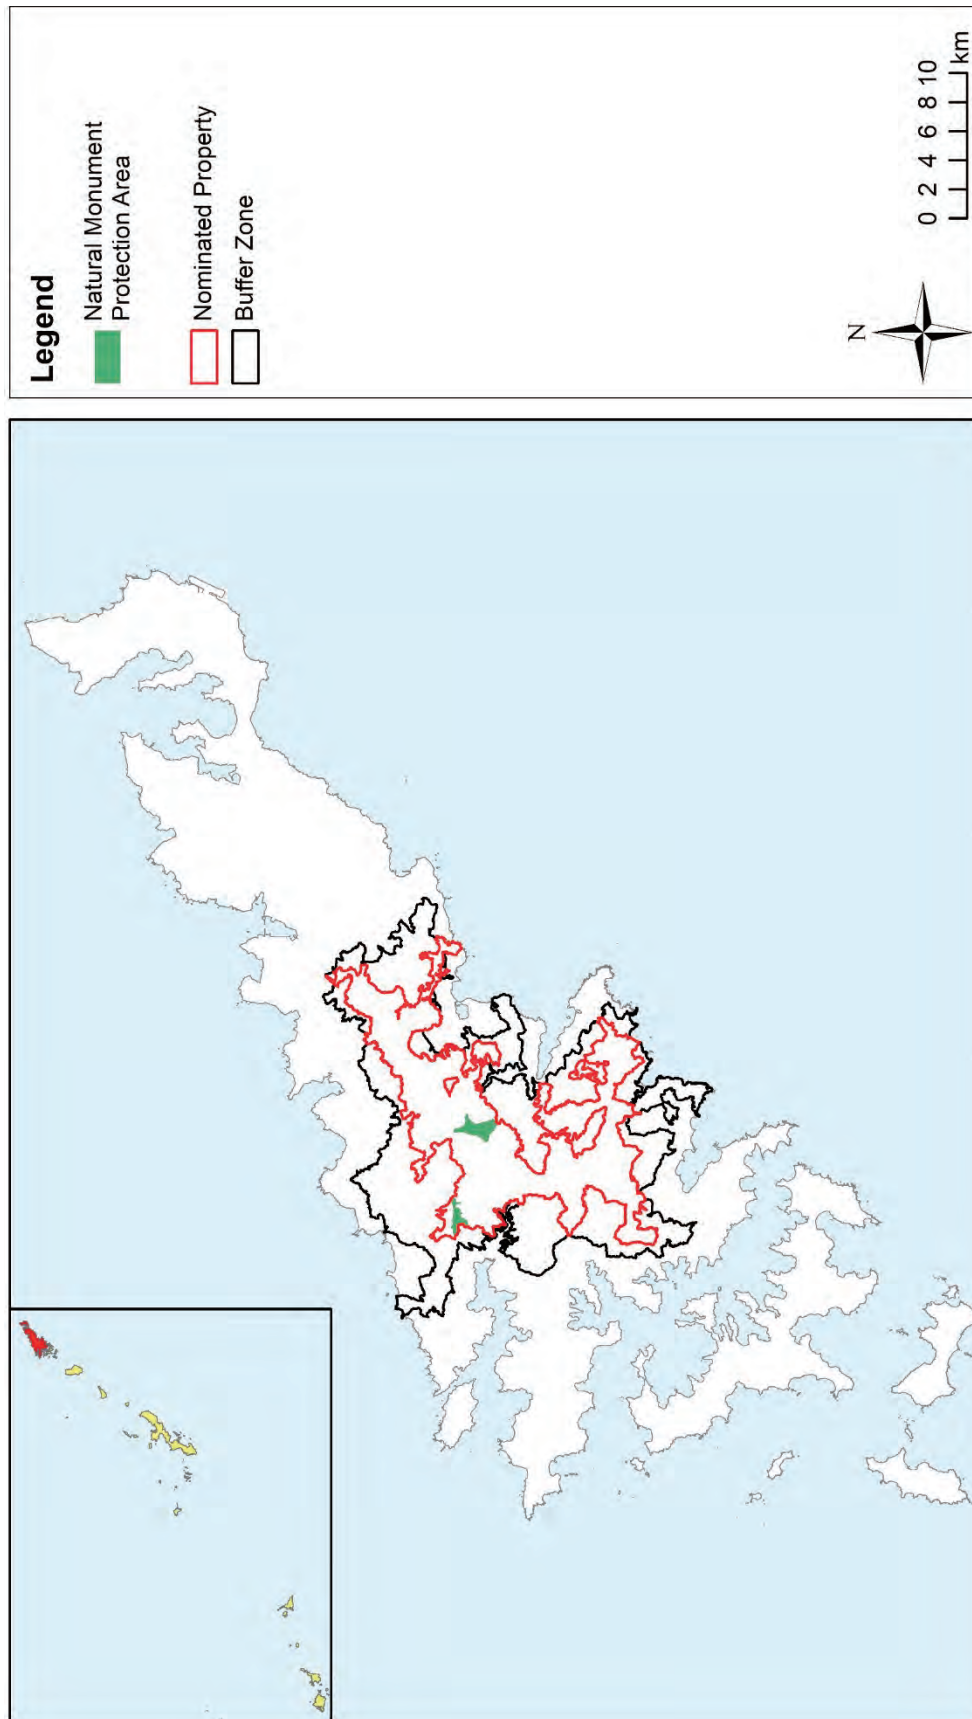 Legend
Natural Monument
Protection Area
Nominated Property
Buffer Zone
N
0 2 4 6 8 10
km